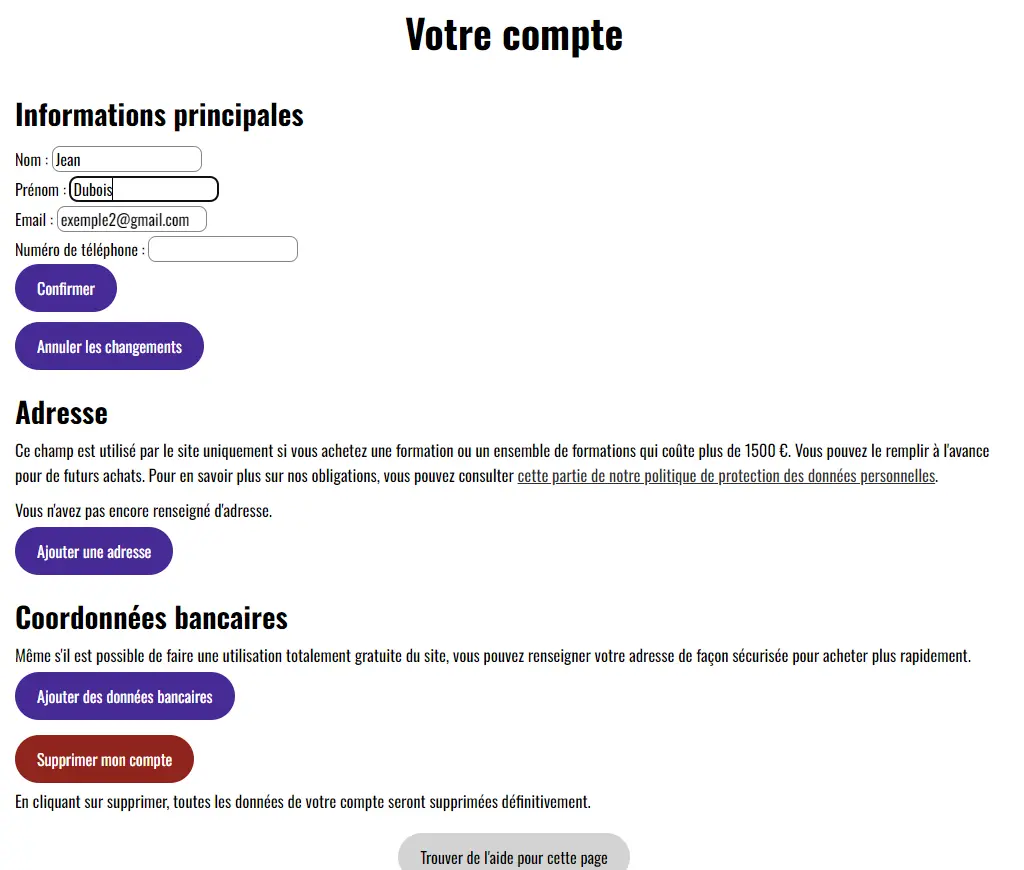 Votre compte
Informations principales
Nom : Jean
Prénom : Dubois
Email : exemple2@gmail.com
Numéro de téléphone :
Confirmer
Annuler les changements
Adresse
Ce champ est utilisé par le site uniquement si vous achetez une formation ou un ensemble de formations qui coûte plus de 1500 €. Vous pouvez le remplir à l'avance
pour de futurs achats. Pour en savoir plus sur nos obligations, vous pouvez consulter cette partie de notre politique de protection des données personnelles.
Vous n'avez pas encore renseigné d'adresse.
Ajouter une adresse
Coordonnées bancaires
Même s'il est possible de faire une utilisation totalement gratuite du site, vous pouvez renseigner votre adresse de façon sécurisée pour acheter plus rapidement.
Ajouter des données bancaires
Supprimer mon compte
En cliquant sur supprimer, toutes les données de votre compte seront supprimées définitivement.
Trouver de l'aide pour cette page